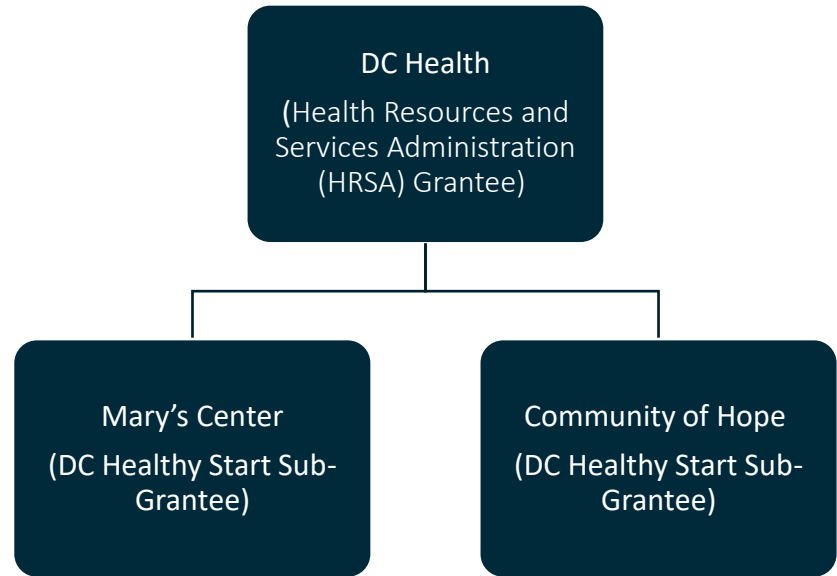 DC Health
(Health Resources and
Services Administration
(HRSA) Grantee)
Mary’s Center
(DC Healthy Start Sub-
Grantee)
Community of Hope
(DC Healthy Start Sub-
Grantee)